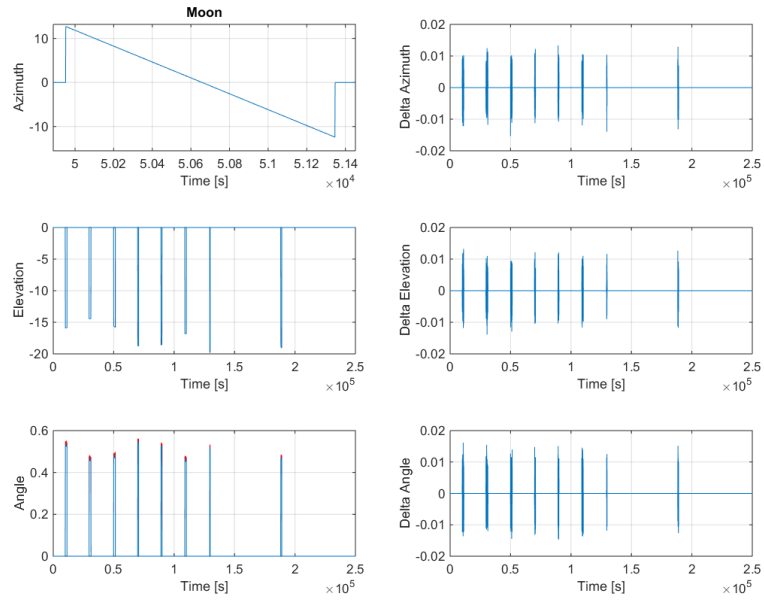 Moon
10
0
-10
Azimuth
5 5.02 5.04 5.06 5.08 5.1 5.12 5.14
Time [s] ×10⁴
0.02
0.01
0
-0.01
-0.02
Delta Azimuth
0 0.5 1 1.5 2 2.5
Time [s] ×10⁵
0
-5
-10
-15
-20
Elevation
0 0.5 1 1.5 2 2.5
Time [s] ×10⁵
0.02
0.01
0
-0.01
-0.02
Delta Elevation
0 0.5 1 1.5 2 2.5
Time [s] ×10⁵
0.6
0.4
0.2
0
Angle
0 0.5 1 1.5 2 2.5
Time [s] ×10⁵
0.02
0.01
0
-0.01
-0.02
Delta Angle
0 0.5 1 1.5 2 2.5
Time [s] ×10⁵